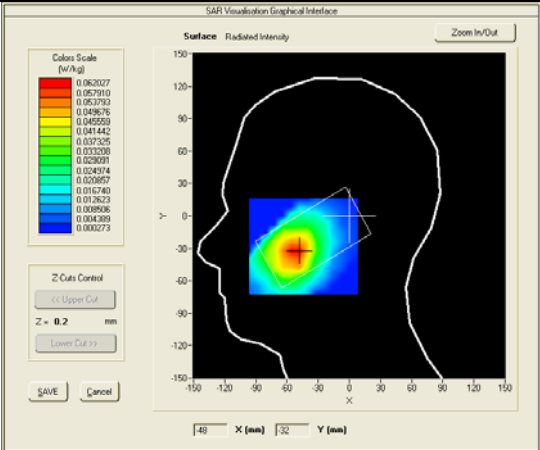 SAR Visualisation Graphical Interface
Surface Radiated Intensity
Zoom In/Out
Colors Scale
(W/kg)
0.062027
0.057910
0.053793
0.049676
0.045559
0.041442
0.037325
0.033208
0.029091
0.024974
0.020857
0.016740
0.012623
0.008506
0.004389
0.000273
Z-Cuts Control
<< Upper Cut
Z = 0.2 mm
Lower Cut >>
SAVE Cancel
150-
120-
90-
60-
30-
0-
-30-
-60-
-90-
-120-
-150-
Y
-150 -120 -90 -60 -30 0 30 60 90 120 150
X
-48 X (mm) -32 Y (mm)